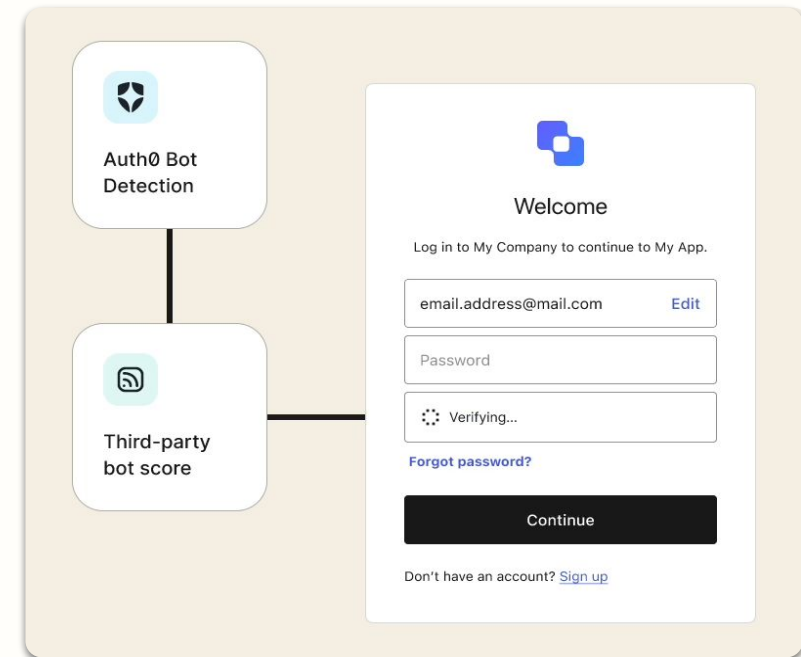 Auth0 Bot
Detection
Third-party
bot score
Welcome
Log in to My Company to continue to My App.
email.address@mail.com Edit
Password
Verifying...
Forgot password?
Continue
Don't have an account? Sign up